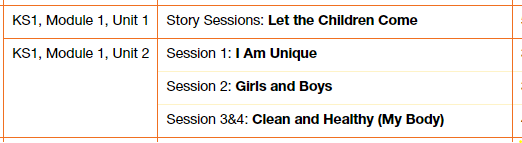 KS1, Module 1, Unit 1 Story Sessions: Let the Children Come
KS1, Module 1, Unit 2 Session 1: I Am Unique
Session 2: Girls and Boys
Session 3&4: Clean and Healthy (My Body)